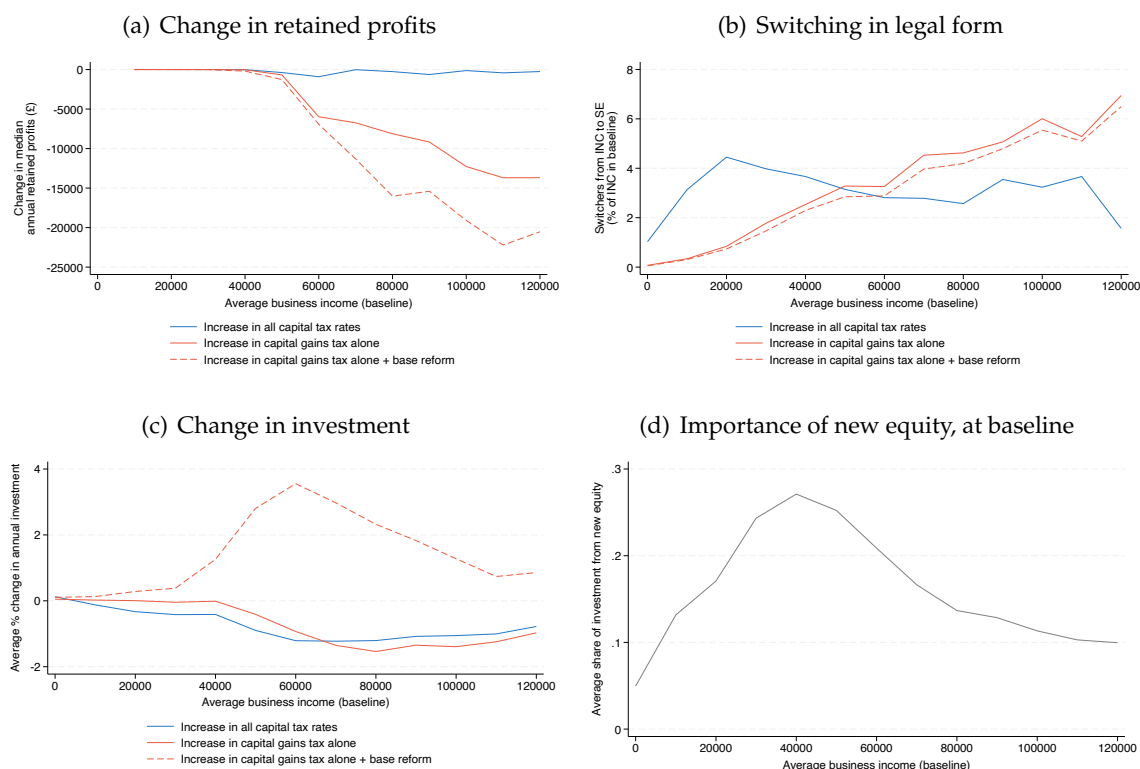 (a) Change in retained profits
Change in median
annual retained profits (£)
0
-5000
-10000
-15000
-20000
-25000
0 20000 40000 60000 80000 100000 120000
Average business income (baseline)
Increase in all capital tax rates
Increase in capital gains tax alone
Increase in capital gains tax alone + base reform
(b) Switching in legal form
Switchers from INC to SE
(% of INC in baseline)
8
6
4
2
0
0 20000 40000 60000 80000 100000 120000
Average business income (baseline)
Increase in all capital tax rates
Increase in capital gains tax alone
Increase in capital gains tax alone + base reform
(c) Change in investment
Average % change in annual investment
4
2
0
-2
0 20000 40000 60000 80000 100000 120000
Average business income (baseline)
Increase in all capital tax rates
Increase in capital gains tax alone
Increase in capital gains tax alone + base reform
(d) Importance of new equity, at baseline
Average share of investment from new equity
.3
.2
.1
0
0 20000 40000 60000 80000 100000 120000
Average business income (baseline)